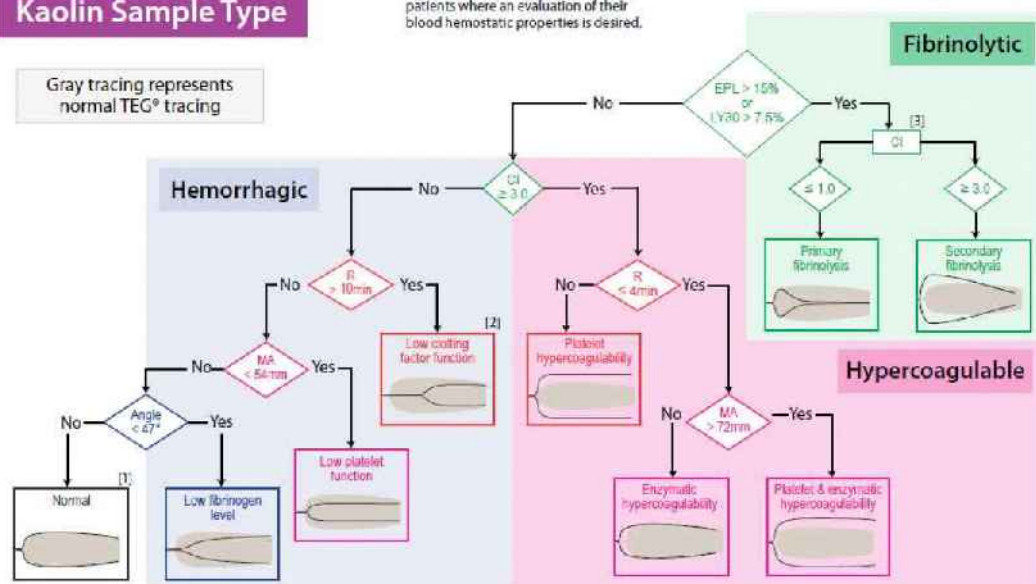 Kaolin Sample Type
patients where an evaluation of their
blood hemostatic properties is desired.
Gray tracing represents
normal TEG® tracing
Fibrinolytic
EPL > 15%
or
LY30 > 7.5%
No
Yes
[3]
CI
≤ 1.0
≥ 3.0
Primary
fibrinolysis
Secondary
fibrinolysis
Hemorrhagic
No
CI
≥ 3.0
Yes
No
R
> 10min
Yes
No
R
≤ 4min
Yes
[2]
Low clotting
factor function
Platelet
hypercoagulability
Hypercoagulable
No
MA
< 54mm
Yes
No
MA
> 72mm
Yes
No
Angle
< 47°
Yes
Low platelet
function
[1]
Normal
Low fibrinogen
level
Enzymatic
hypercoagulability
Platelet & enzymatic
hypercoagulability